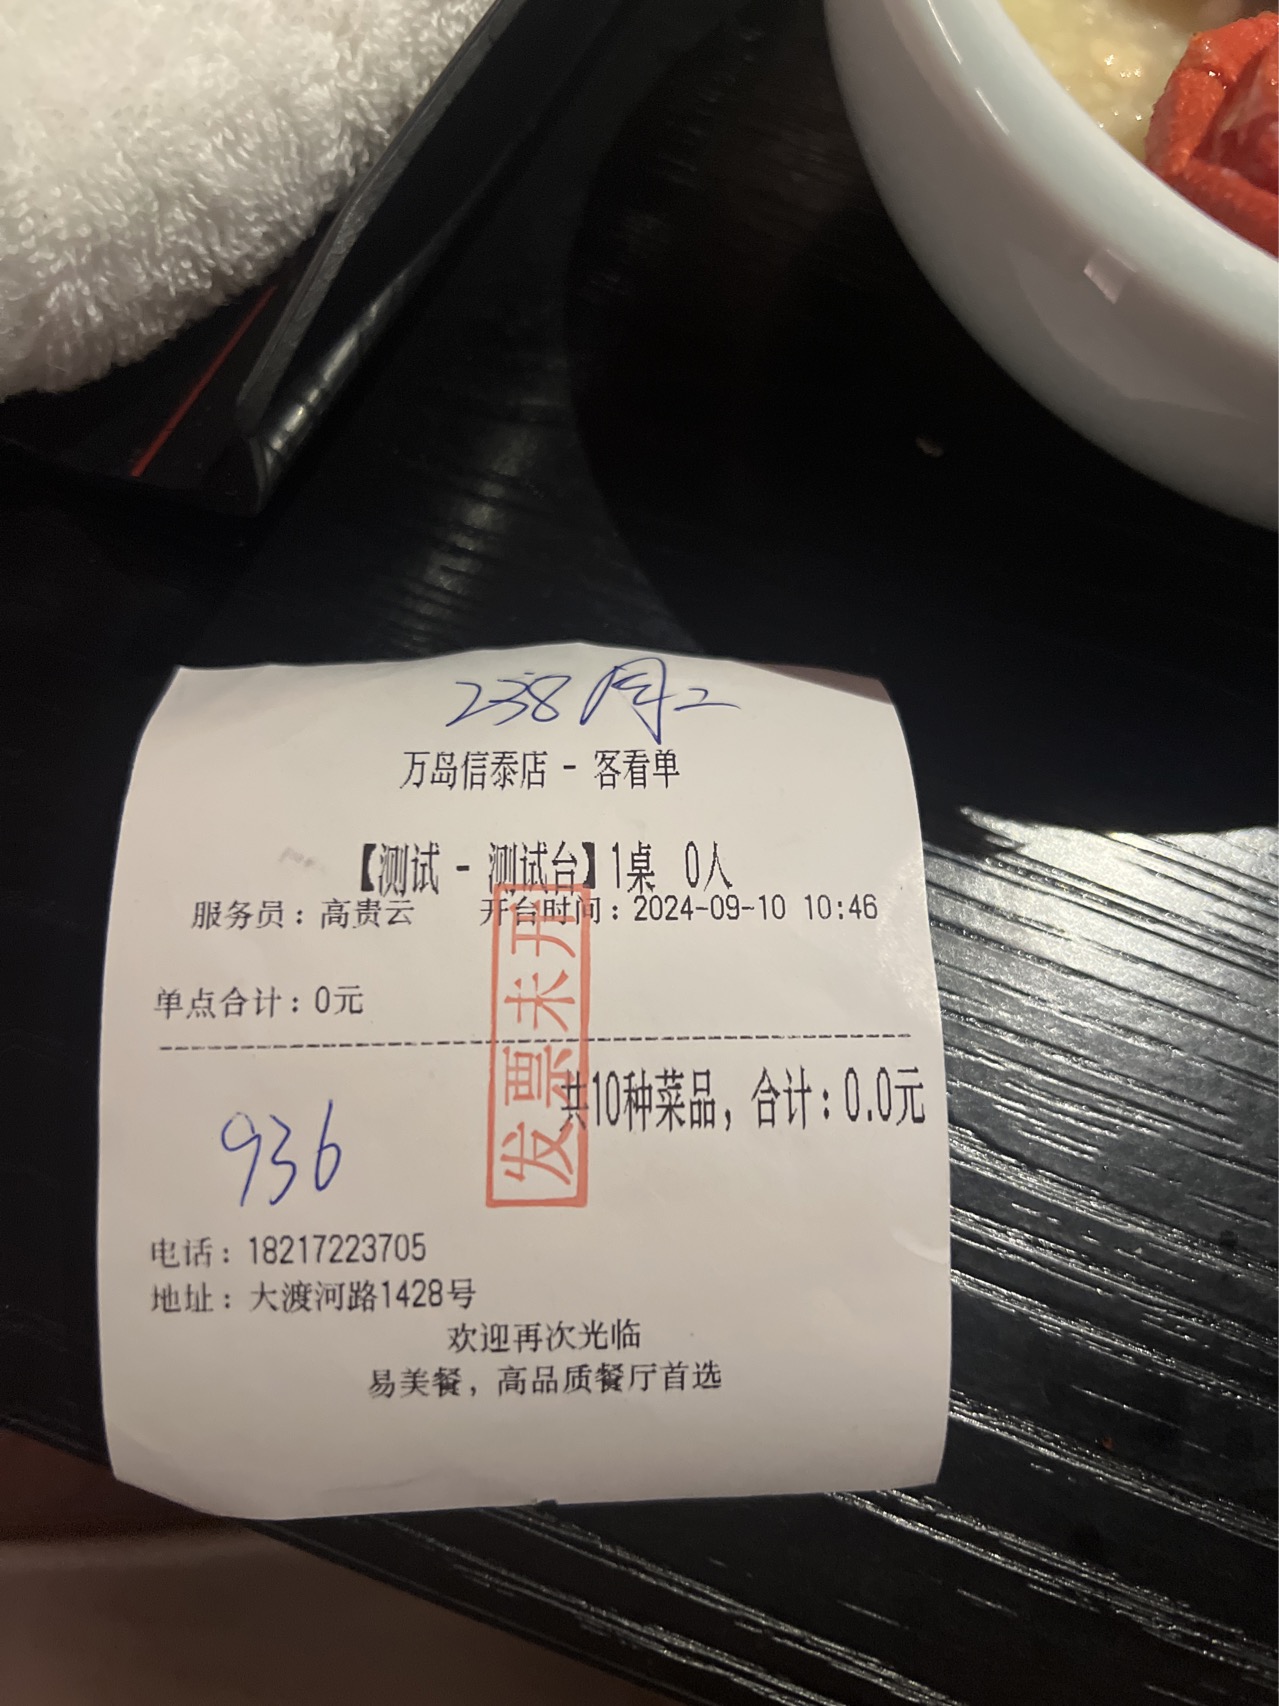 238周二
万岛信泰店 - 客看单
【测试 - 测试台】1桌 0人
服务员：高贵云 开台时间：2024-09-10 10:46
单点合计：0元
共10种菜品，合计：0.0元
发票未开
936
电话：18217223705
地址：大渡河路1428号
欢迎再次光临
易美餐，高品质餐厅首选